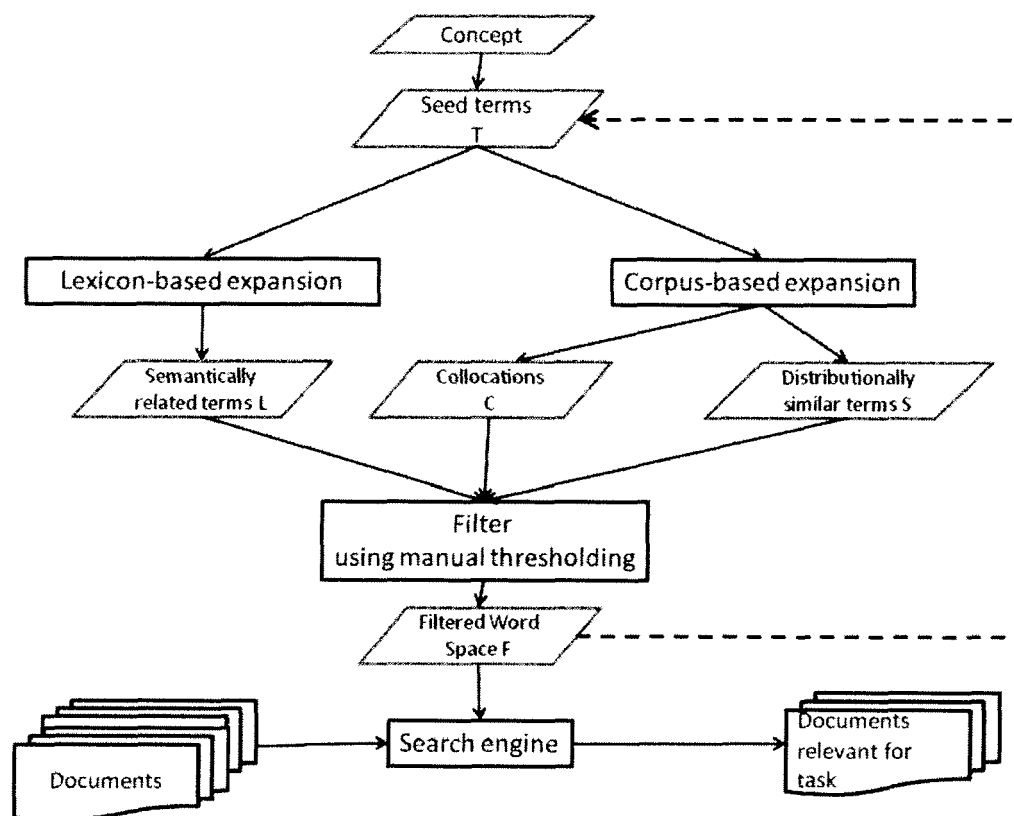 Concept
Seed terms
T
Lexicon-based expansion
Corpus-based expansion
Semantically
related terms L
Collocations
C
Distributionally
similar terms S
Filter
using manual thresholding
Filtered Word
Space F
Documents
Search engine
Documents
relevant for
task